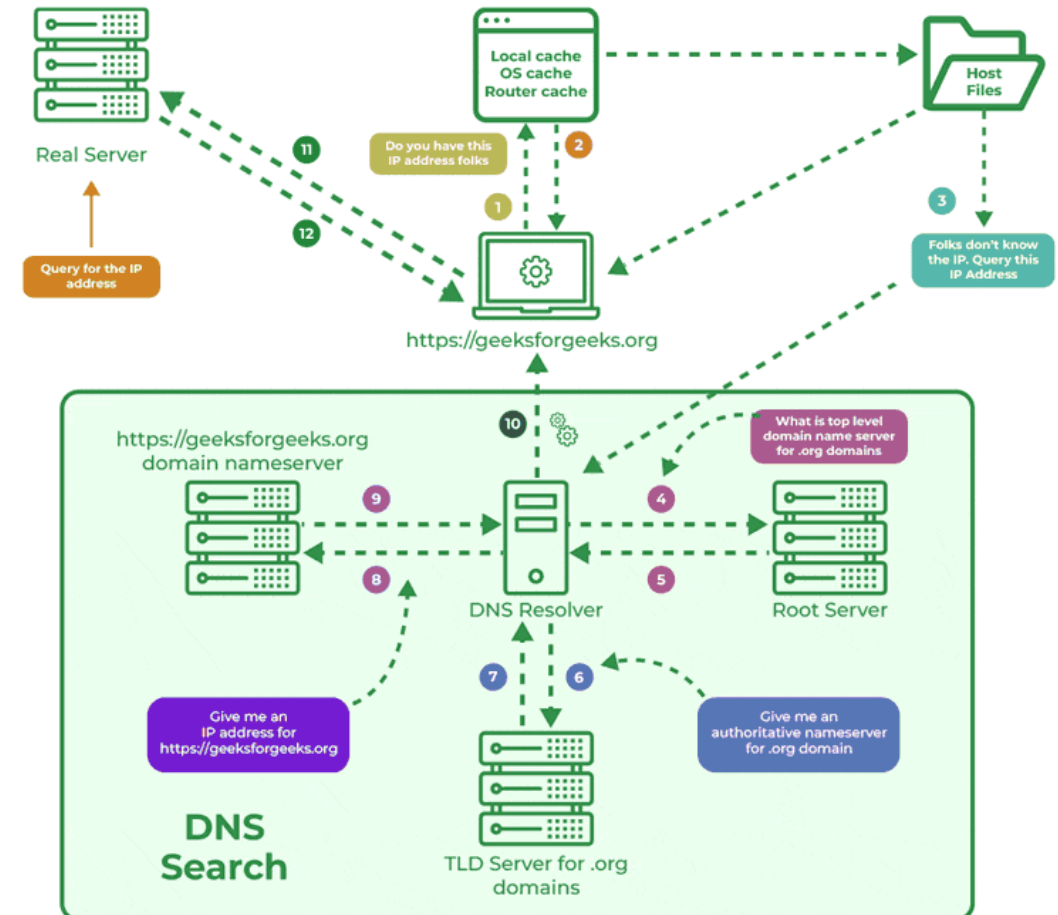 Local cache
OS cache
Router cache
Host
Files
Real Server
11
Do you have this
IP address folks
2
1
3
12
Folks don't know
the IP. Query this
IP Address
Query for the IP
address
https://geeksforgeeks.org
10
What is top level
domain name server
for .org domains
https://geeksforgeeks.org
domain nameserver
9
4
8
5
DNS Resolver
Root Server
7
6
Give me an
IP address for
https://geeksforgeeks.org
Give me an
authoritative nameserver
for .org domain
DNS
Search
TLD Server for .org
domains